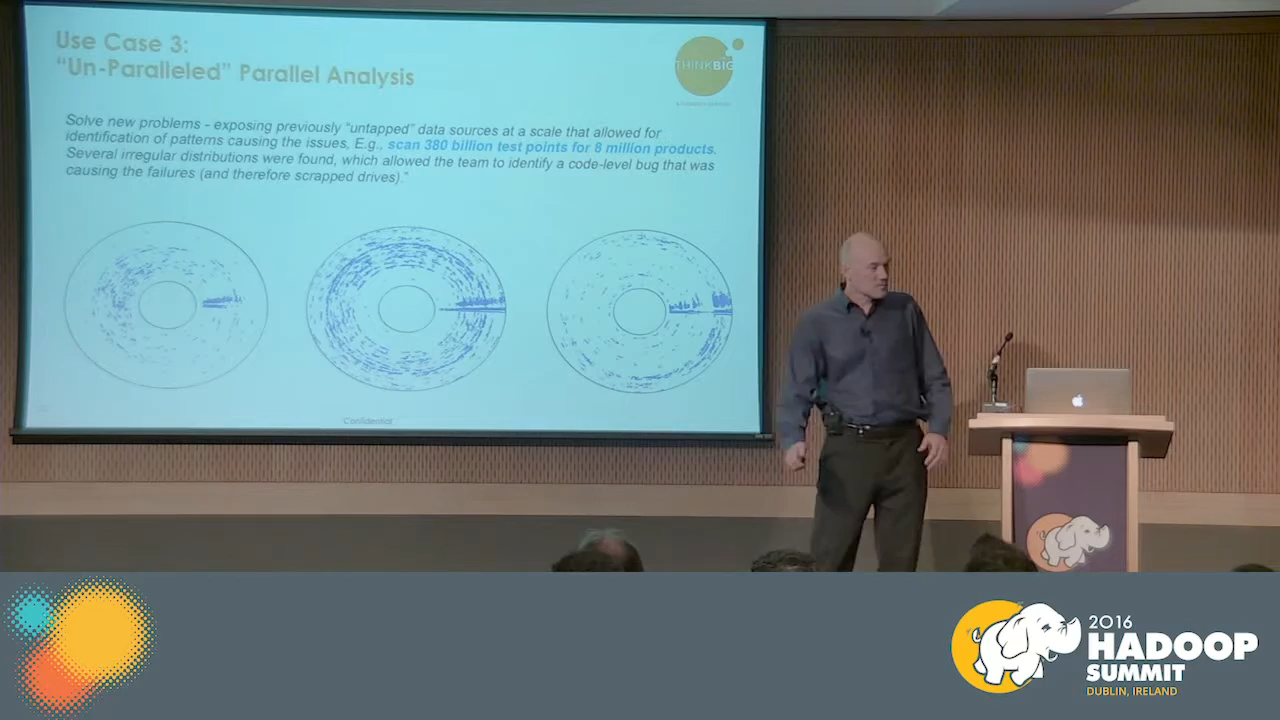 Use Case 3:
“Un-Paralleled” Parallel Analysis
THINKBIG
Solve new problems - exposing previously “untapped” data sources at a scale that allowed for
identification of patterns causing the issues. E.g., scan 380 billion test points for 8 million products.
Several irregular distributions were found, which allowed the team to identify a code-level bug that was
causing the failures (and therefore scrapped drives).”
Confidential
2016
HADOOP
SUMMIT
DUBLIN, IRELAND